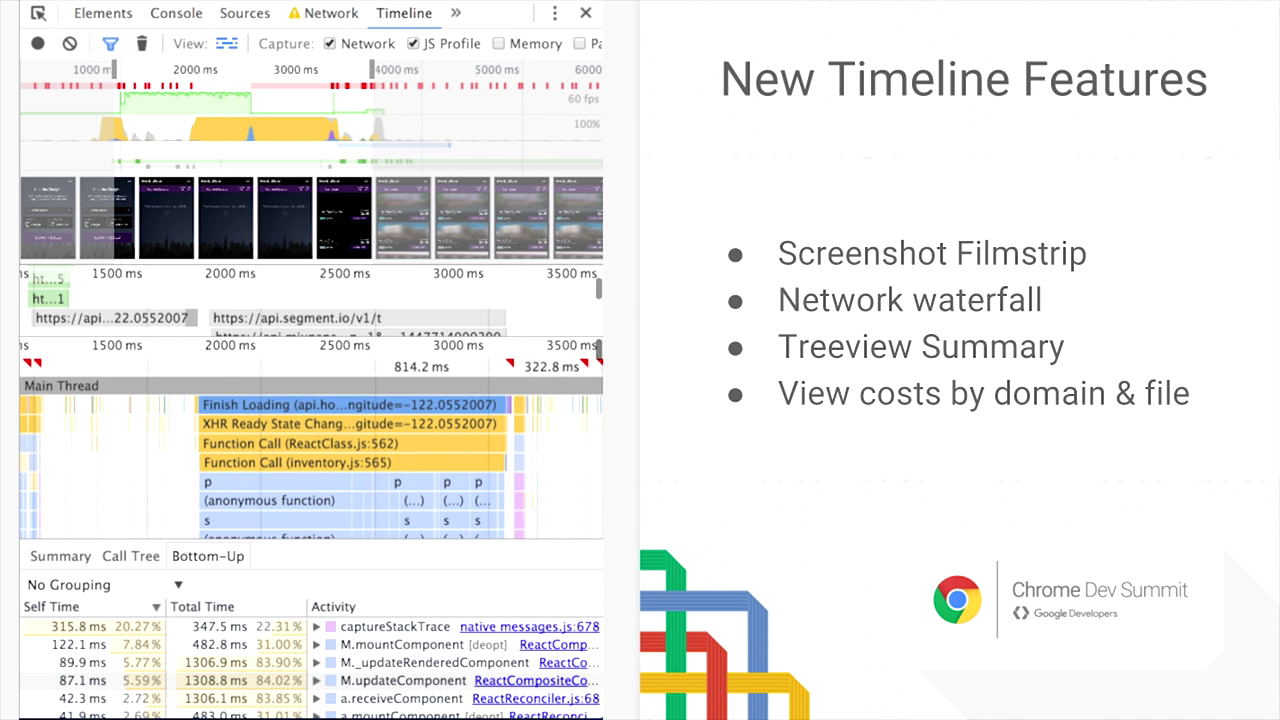 Elements Console Sources Network Timeline »
View: Capture: Network JS Profile Memory Pa
1000 m 2000 ms 3000 ms 4000 ms 5000 ms 6000
60 fps
100%
1500 ms 2000 ms 2500 ms 3000 ms 3500 ms
ht...5
ht...1
https://api...22.0552007 https://api.segment.io/v1/t
1500 ms 2000 ms 2500 ms 3000 ms 3500 ms
814.2 ms 322.8 ms
Main Thread
Finish Loading (api.ho...ngitude=-122.0552007)
XHR Ready State Chang...gitude=-122.0552007)
Function Call (ReactClass.js:562)
Function Call (inventory.js:565)
p p p p
(anonymous function) (...) (...) (...
s s s s
Summary Call Tree Bottom-Up
No Grouping
Self Time Total Time Activity
315.8 ms 20.27 % 347.5 ms 22.31 % captureStackTrace native messages.js:678
122.1 ms 7.84 % 482.8 ms 31.00 % M.mountComponent [deopt] ReactComp...
89.9 ms 5.77 % 1306.9 ms 83.90 % M._updateRenderedComponent ReactCo...
87.1 ms 5.59 % 1308.8 ms 84.02 % M.updateComponent ReactCompositeCo...
42.3 ms 2.72 % 1306.1 ms 83.85 % a.receiveComponent ReactReconciler.js:68
41.9 ms 2.69 % 483.0 ms 31.01 % a.mountComponent [deopt] ReactReconci...
New Timeline Features
● Screenshot Filmstrip
● Network waterfall
● Treeview Summary
● View costs by domain & file
Chrome Dev Summit
Google Developers